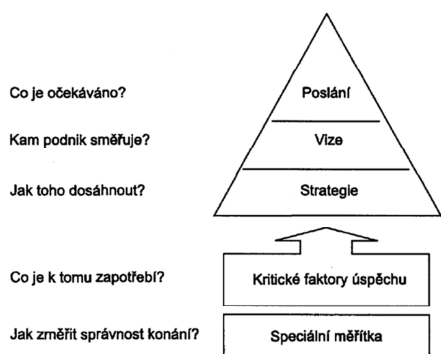 Co je očekáváno? Poslání
Kam podnik směřuje? Vize
Jak toho dosáhnout? Strategie
Co je k tomu zapotřebí? Kritické faktory úspěchu
Jak změřit správnost konání? Speciální měřítka